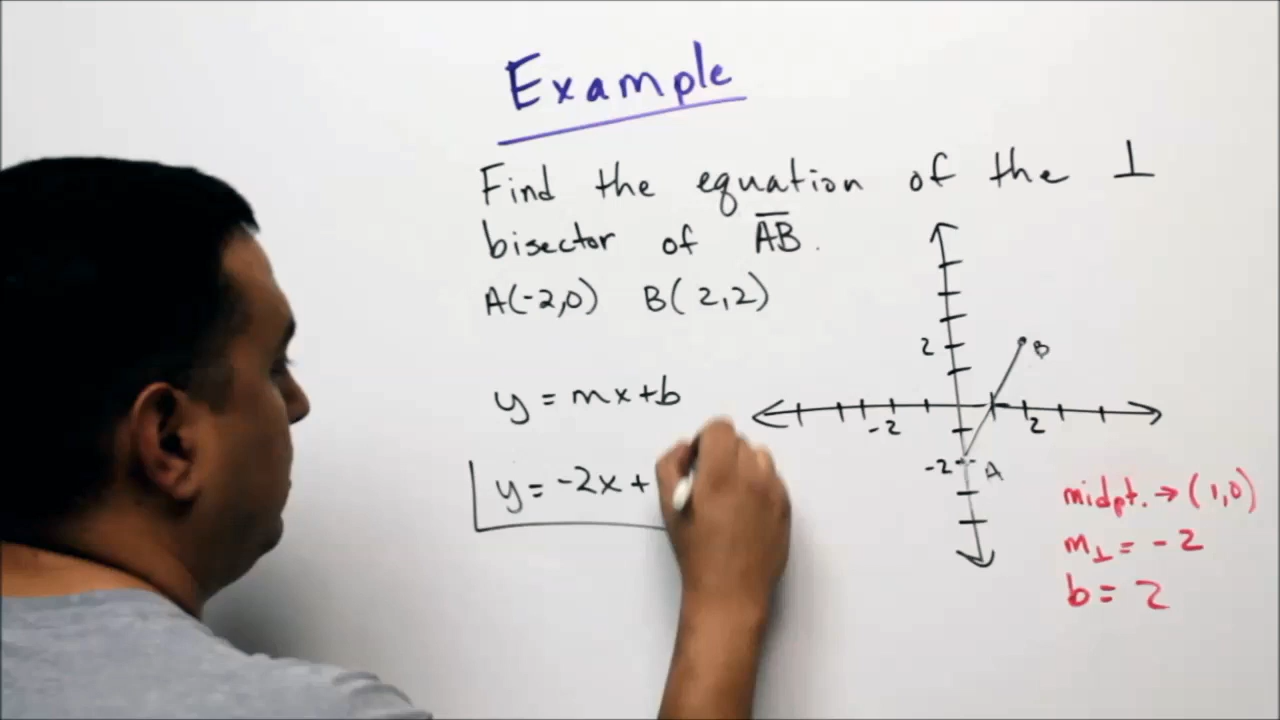 Example
Find the equation of the ⊥
bisector of A̅B̅.
A(-2,0) B(2,2)
y = mx+b
y = -2x +
2
B
-2
2
-2
A
midpt. → (1,0)
m⊥ = -2
b = 2